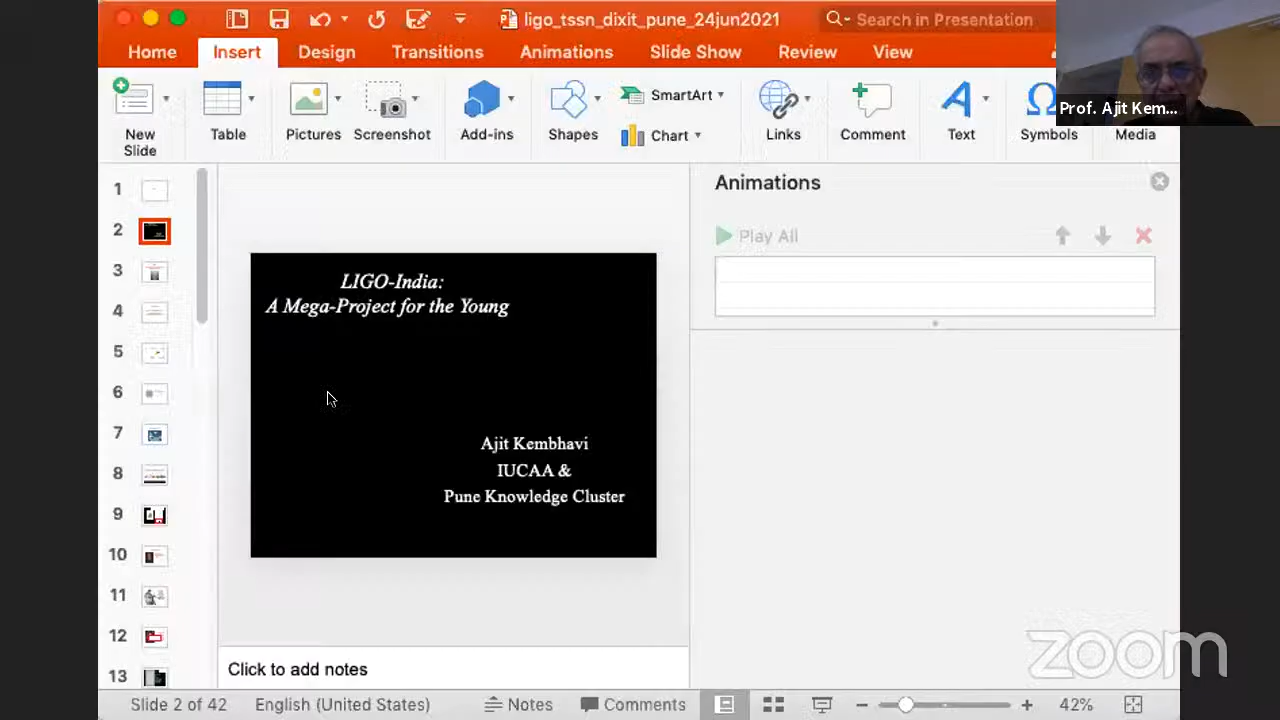 ligo_tssn_dixit_pune_24jun2021
Search in Presentation
Home Insert Design Transitions Animations Slide Show Review View
Prof. Ajit Kem...
New Slide
Table
Pictures
Screenshot
Add-ins
Shapes
SmartArt
Chart
Links
Comment
Text
Symbols
Media
1
2
3
4
5
6
7
8
9
10
11
12
13
LIGO-India:
A Mega-Project for the Young
Ajit Kembhavi
IUCAA &
Pune Knowledge Cluster
Click to add notes
Animations
Play All
zoom
Slide 2 of 42 English (United States) Notes Comments 42%